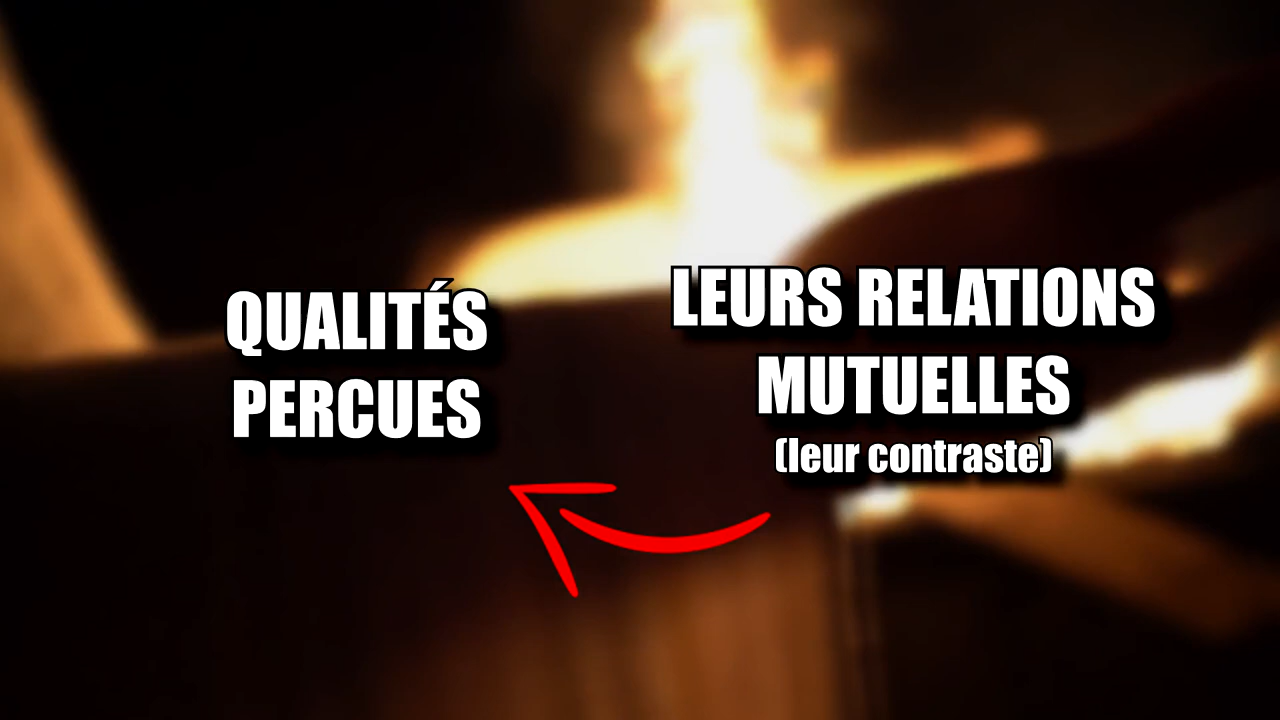 QUALITÉS
PERCUES
LEURS RELATIONS
MUTUELLES
(leur contraste)